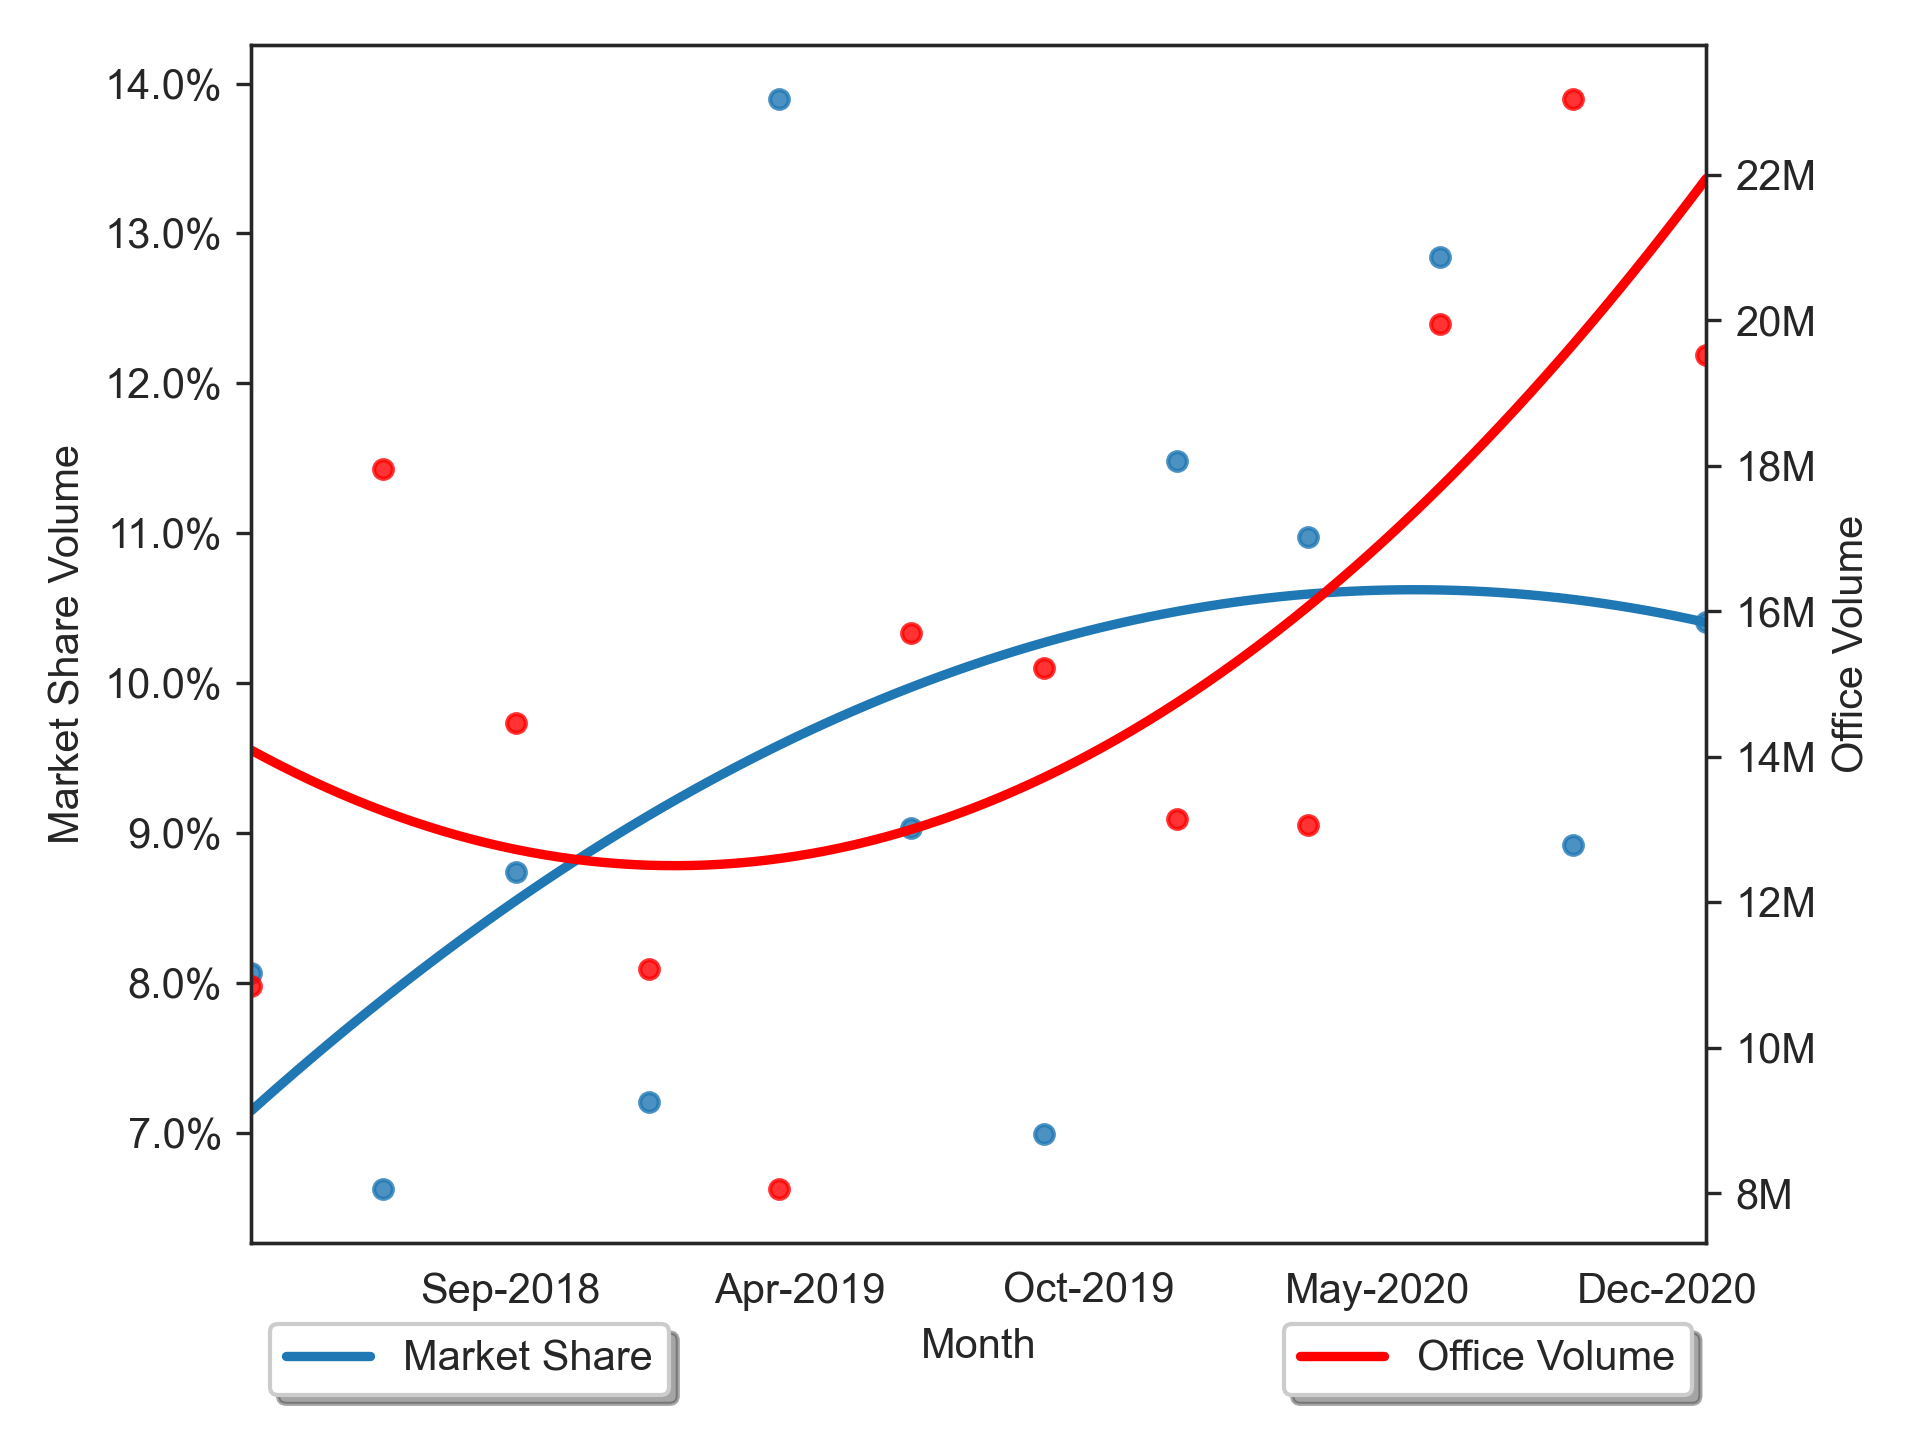 14.0%
13.0%
12.0%
11.0%
10.0%
9.0%
8.0%
7.0%
Market Share Volume
22M
20M
18M
16M
14M
12M
10M
8M
Office Volume
Sep-2018
Apr-2019
Oct-2019
May-2020
Dec-2020
Month
Market Share
Office Volume